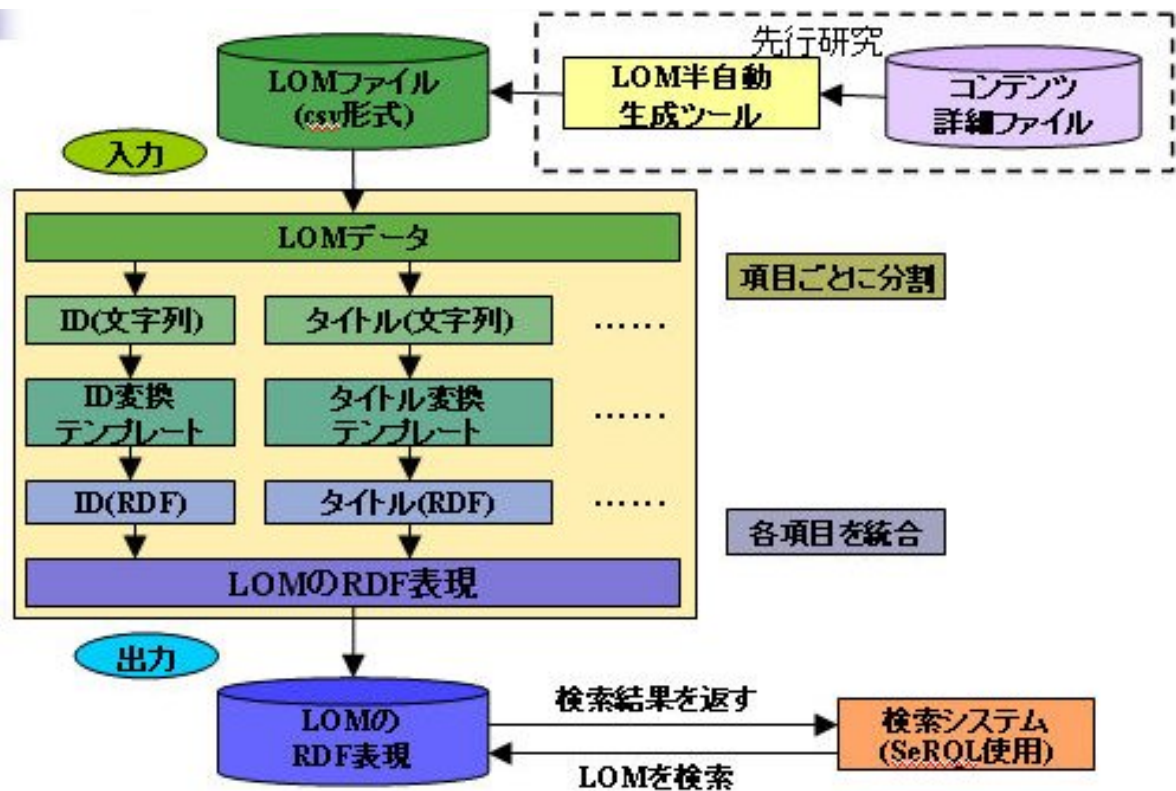 先行研究
LOMファイル
(csv形式)
LOM半自動
生成ツール
コンテンツ
詳細ファイル
入力
LOMデータ
項目ごとに分割
ID(文字列)
タイトル(文字列)
……
ID変換
テンプレート
タイトル変換
テンプレート
……
ID(RDF)
タイトル(RDF)
……
各項目を統合
LOMのRDF表現
出力
LOMの
RDF表現
検索結果を返す
LOMを検索
検索システム
(SeRQL使用)